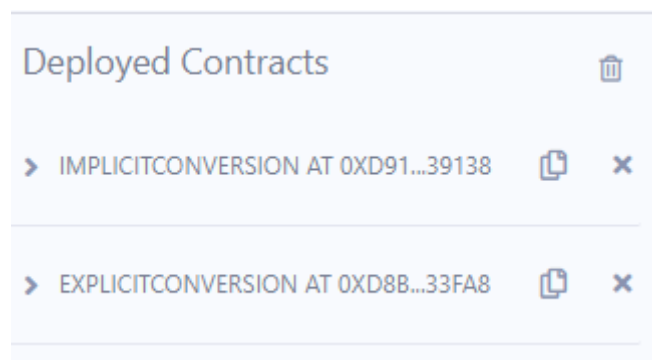 Deployed Contracts
IMPLICITCONVERSION AT 0XD91...39138
EXPLICITCONVERSION AT 0XD8B...33FA8